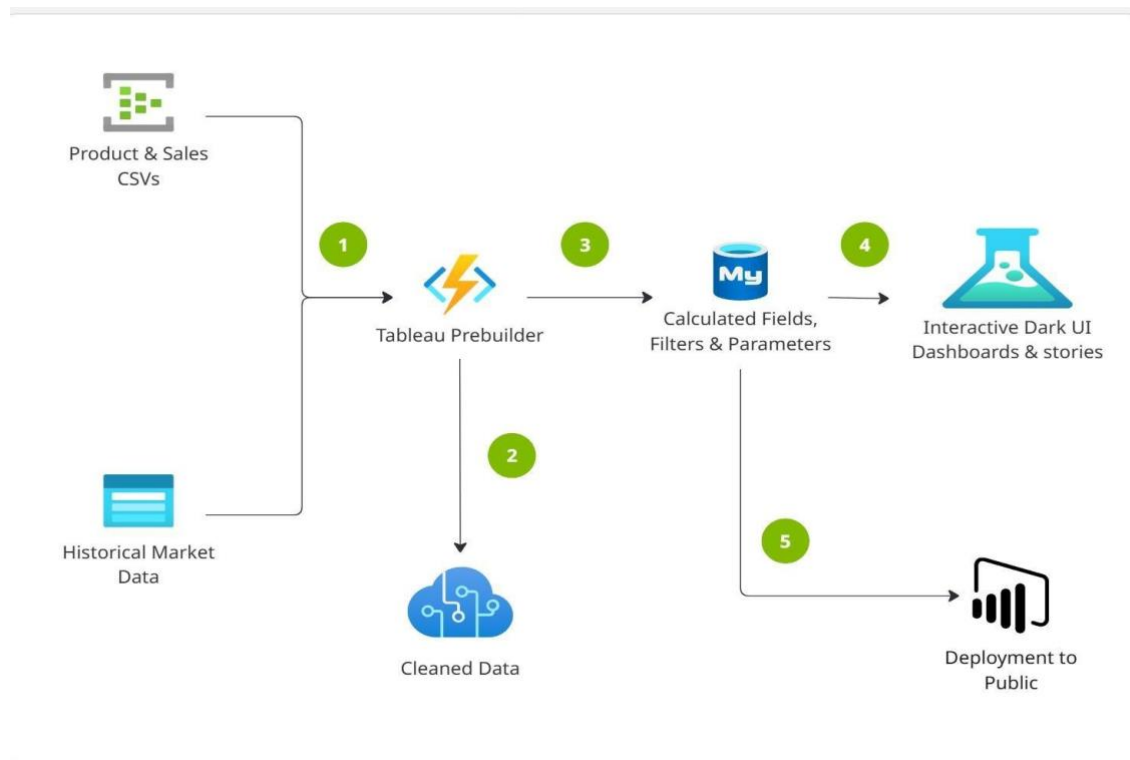 Product & Sales
CSVs
1
3
4
My
Tableau Prebuilder
Calculated Fields,
Filters & Parameters
Interactive Dark UI
Dashboards & stories
2
Historical Market
Data
5
Cleaned Data
Deployment to
Public